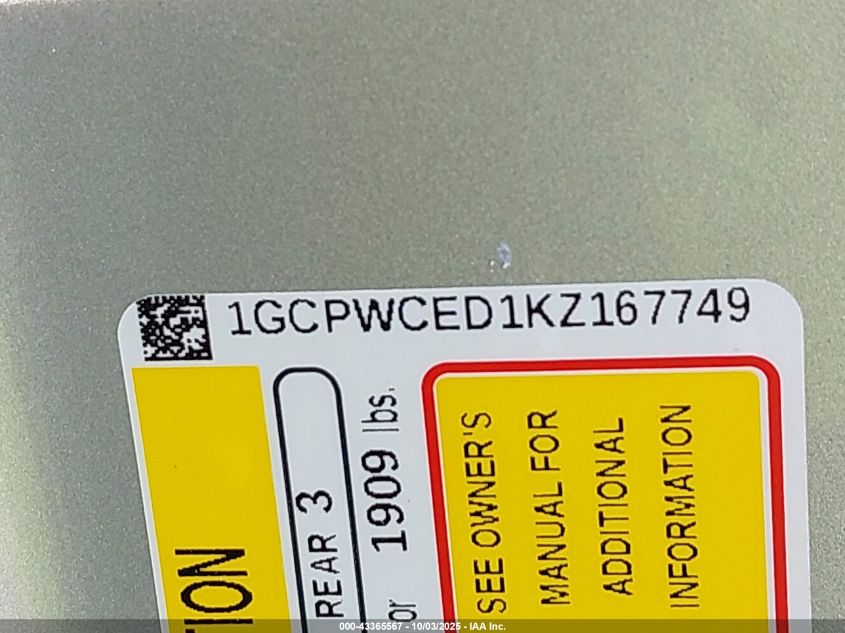 1GCPWCED1KZ167749
TION
REAR 3
or 1909 lbs.
SEE OWNER'S
MANUAL FOR
ADDITIONAL
INFORMATION
000-43365567 - 10/03/2025 - IAA Inc.